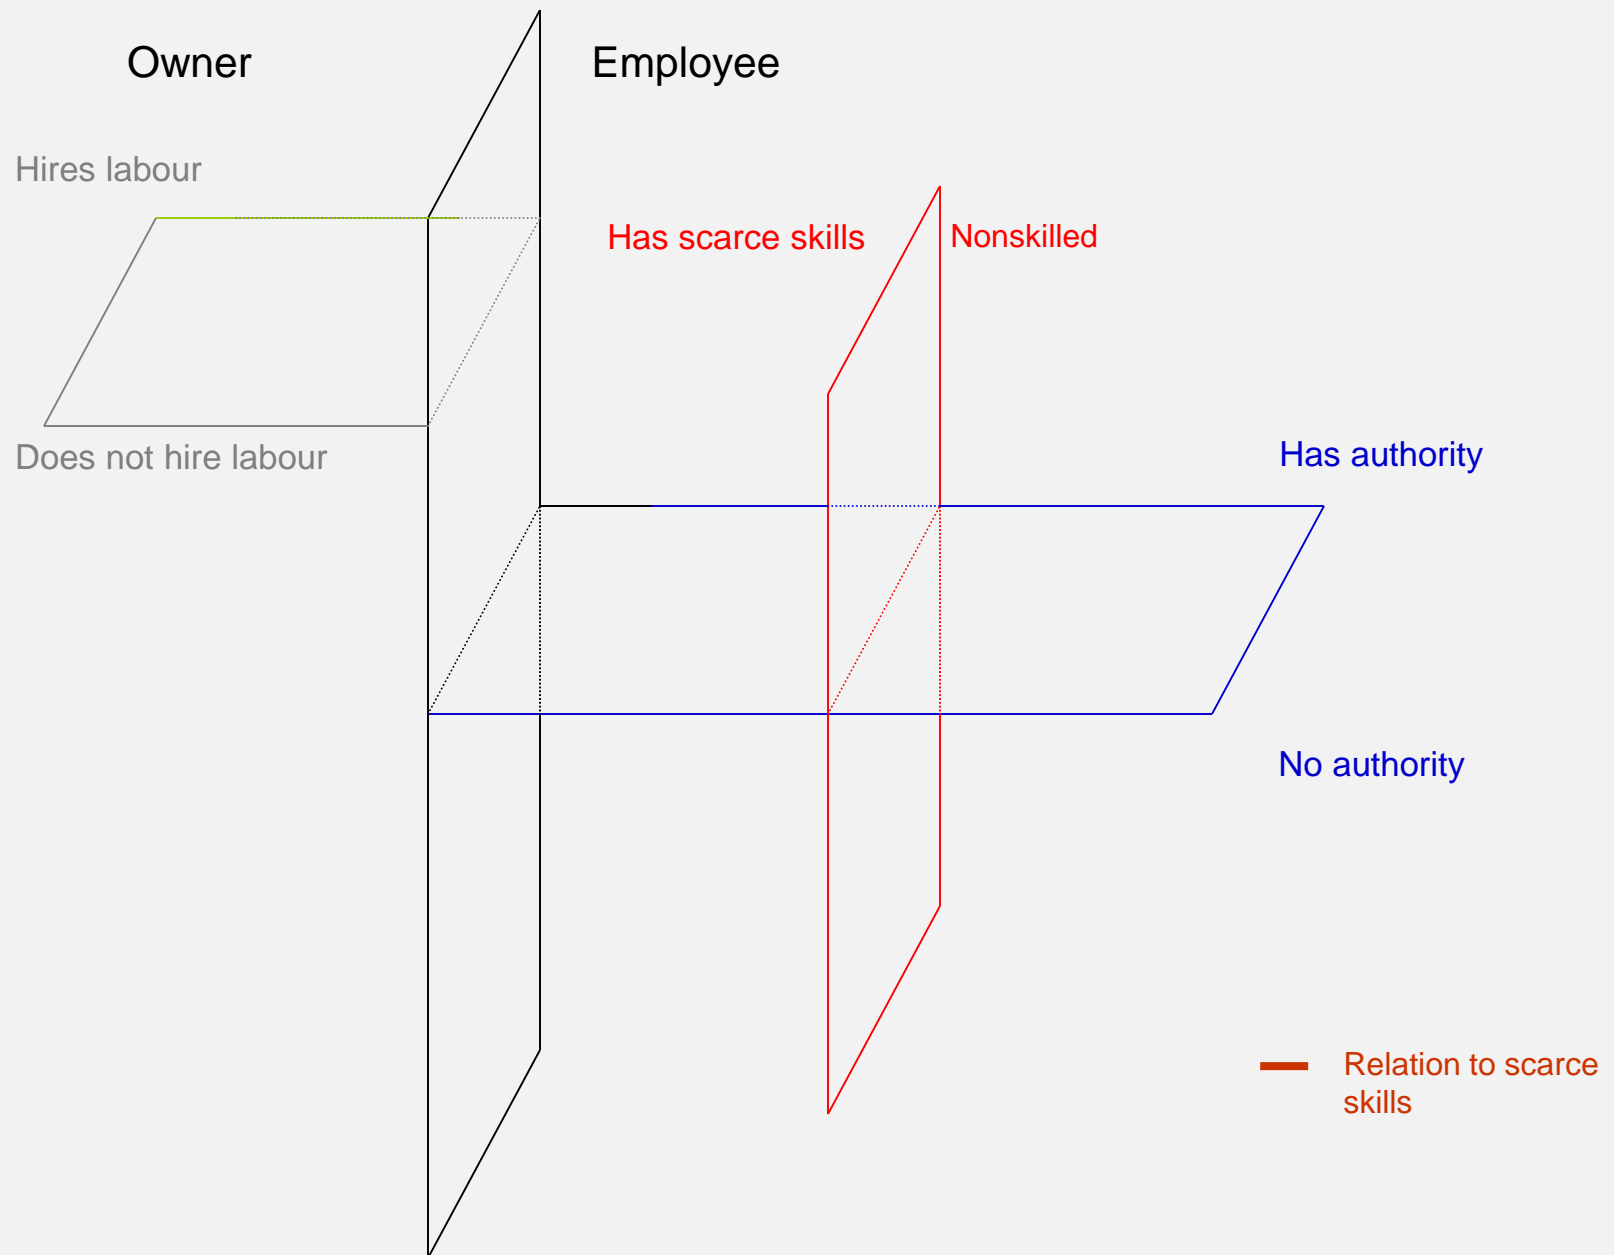 Owner
Employee
Hires labour
Has scarce skills
Nonskilled
Does not hire labour
Has authority
No authority
Relation to scarce
skills